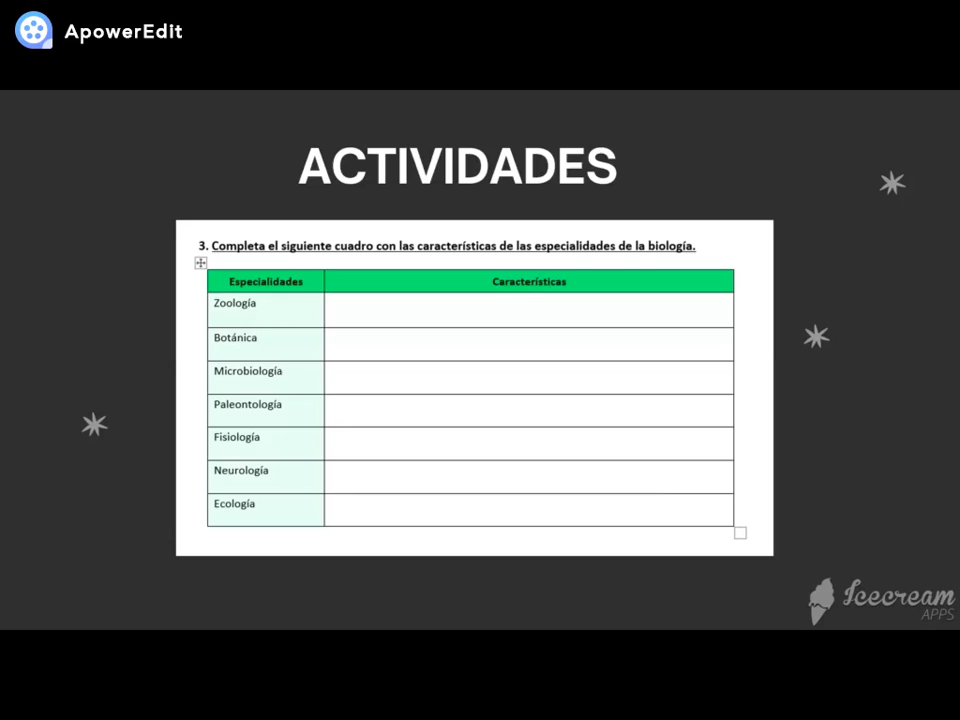 ApowerEdit
ACTIVIDADES
3. Completa el siguiente cuadro con las características de las especialidades de la biología.
Especialidades Características
Zoología
Botánica
Microbiología
Paleontología
Fisiología
Neurología
Ecología
Icecream
APPS